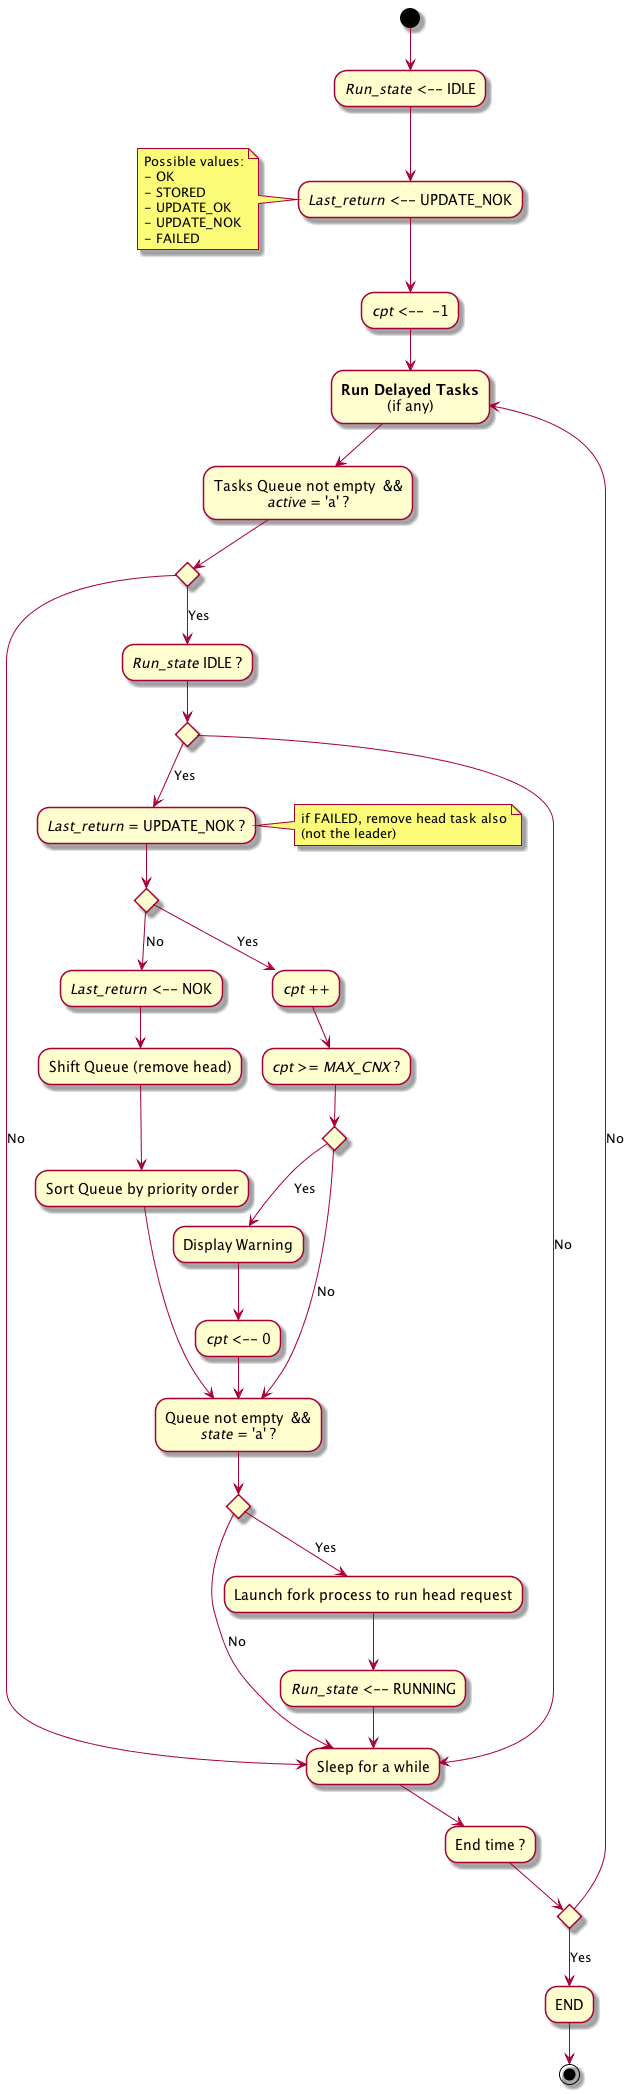 Run_state <-- IDLE
Possible values:
- OK
- STORED
- UPDATE_OK
- UPDATE_NOK
- FAILED
Last_return <-- UPDATE_NOK
cpt <-- -1
Run Delayed Tasks
(if any)
Tasks Queue not empty &&
active = 'a' ?
Yes
Run_state IDLE ?
Yes
Last_return = UPDATE_NOK ?
if FAILED, remove head task also
(not the leader)
No
Yes
Last_return <-- NOK
cpt ++
Shift Queue (remove head)
cpt >= MAX_CNX ?
No
No
Sort Queue by priority order
Yes
Display Warning
No
No
cpt <-- 0
Queue not empty &&
state = 'a' ?
Yes
Launch fork process to run head request
No
Run_state <-- RUNNING
Sleep for a while
End time ?
Yes
END